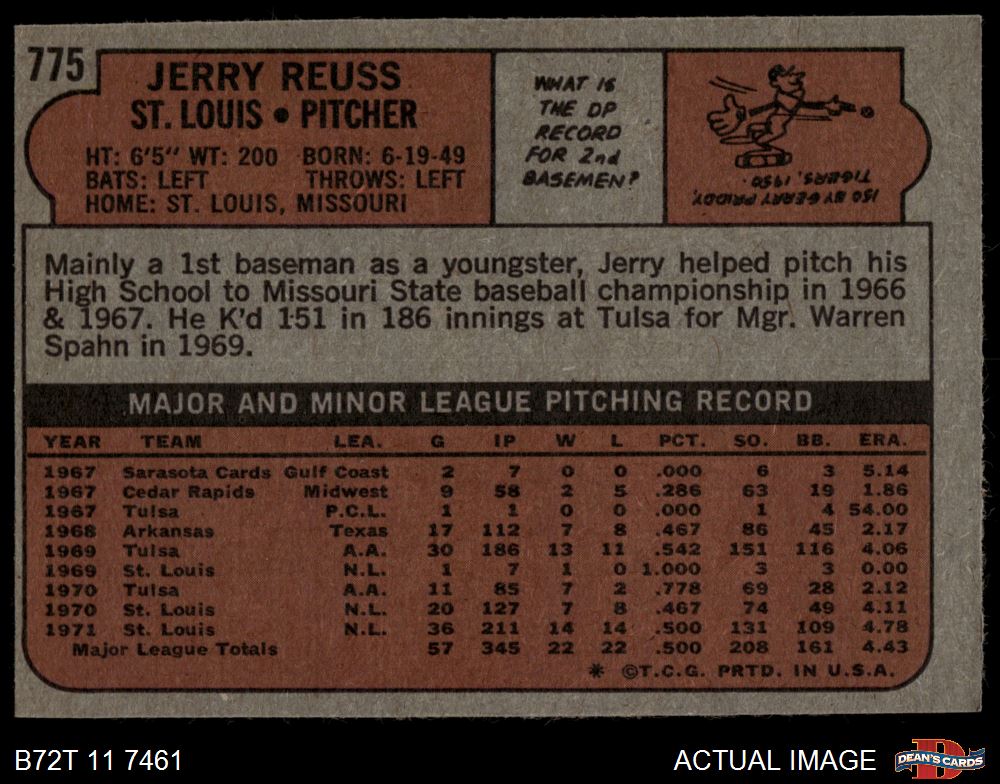 775
JERRY REUSS
ST. LOUIS • PITCHER
HT: 6'5" WT: 200 BORN: 6-19-49
BATS: LEFT THROWS: LEFT
HOME: ST. LOUIS, MISSOURI
WHAT IS
THE DP
RECORD
FOR 2nd
BASEMEN?
150 BY GERRY PRIDDY,
TIGERS, 1950.
Mainly a 1st baseman as a youngster, Jerry helped pitch his
High School to Missouri State baseball championship in 1966
& 1967. He K'd 151 in 186 innings at Tulsa for Mgr. Warren
Spahn in 1969.
MAJOR AND MINOR LEAGUE PITCHING RECORD
YEAR TEAM LEA. G IP W L PCT. SO. BB. ERA.
1967 Sarasota Cards Gulf Coast 2 7 0 0 .000 6 3 5.14
1967 Cedar Rapids Midwest 9 58 2 5 .286 63 19 1.86
1967 Tulsa P.C.L. 1 1 0 0 .000 1 4 54.00
1968 Arkansas Texas 17 112 7 8 .467 86 45 2.17
1969 Tulsa A.A. 30 186 13 11 .542 151 116 4.06
1969 St. Louis N.L. 1 7 1 0 1.000 3 3 0.00
1970 Tulsa A.A. 11 85 7 2 .778 69 28 2.12
1970 St. Louis N.L. 20 127 7 8 .467 74 49 4.11
1971 St. Louis N.L. 36 211 14 14 .500 131 109 4.78
Major League Totals 57 345 22 22 .500 208 161 4.43
* ©T.C.G. PRTD. IN U.S.A.
B72T 11 7461
ACTUAL IMAGE
DEAN'S CARDS